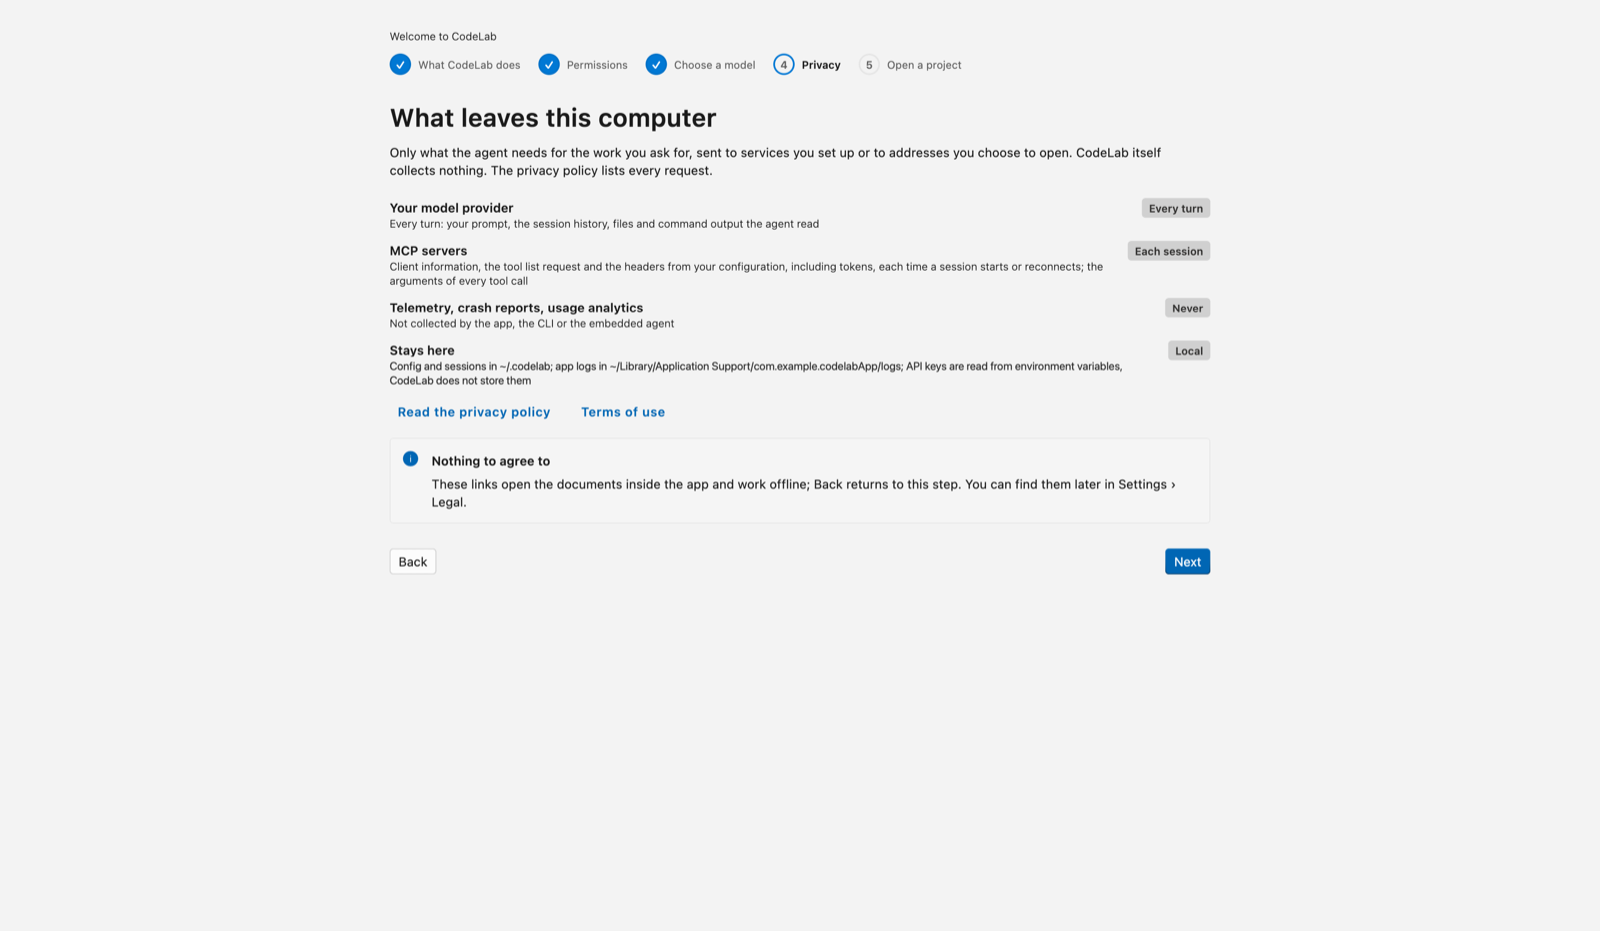 Welcome to CodeLab
What CodeLab does
Permissions
Choose a model
4 Privacy
5 Open a project
What leaves this computer
Only what the agent needs for the work you ask for, sent to services you set up or to addresses you choose to open. CodeLab itself
collects nothing. The privacy policy lists every request.
Your model provider
Every turn
Every turn: your prompt, the session history, files and command output the agent read
MCP servers
Each session
Client information, the tool list request and the headers from your configuration, including tokens, each time a session starts or reconnects; the
arguments of every tool call
Telemetry, crash reports, usage analytics
Never
Not collected by the app, the CLI or the embedded agent
Stays here
Local
Config and sessions in ~/.codelab; app logs in ~/Library/Application Support/com.example.codelabApp/logs; API keys are read from environment variables,
CodeLab does not store them
Read the privacy policy
Terms of use
Nothing to agree to
These links open the documents inside the app and work offline; Back returns to this step. You can find them later in Settings ›
Legal.
Back
Next